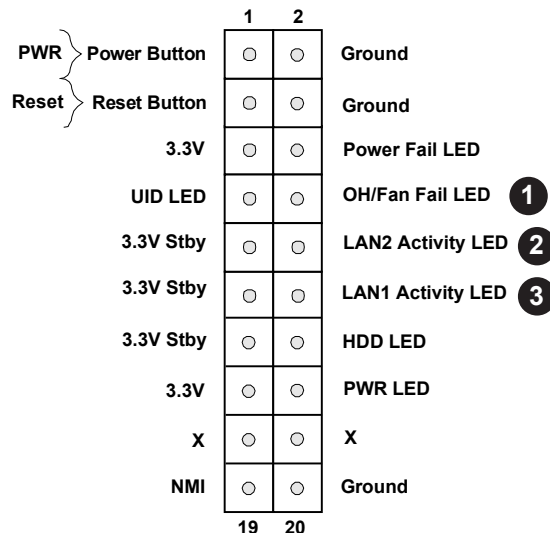 1 2
PWR Power Button Ground
Reset Reset Button Ground
3.3V Power Fail LED
UID LED OH/Fan Fail LED 1
3.3V Stby LAN2 Activity LED 2
3.3V Stby LAN1 Activity LED 3
3.3V Stby HDD LED
3.3V PWR LED
X X
NMI Ground
19 20